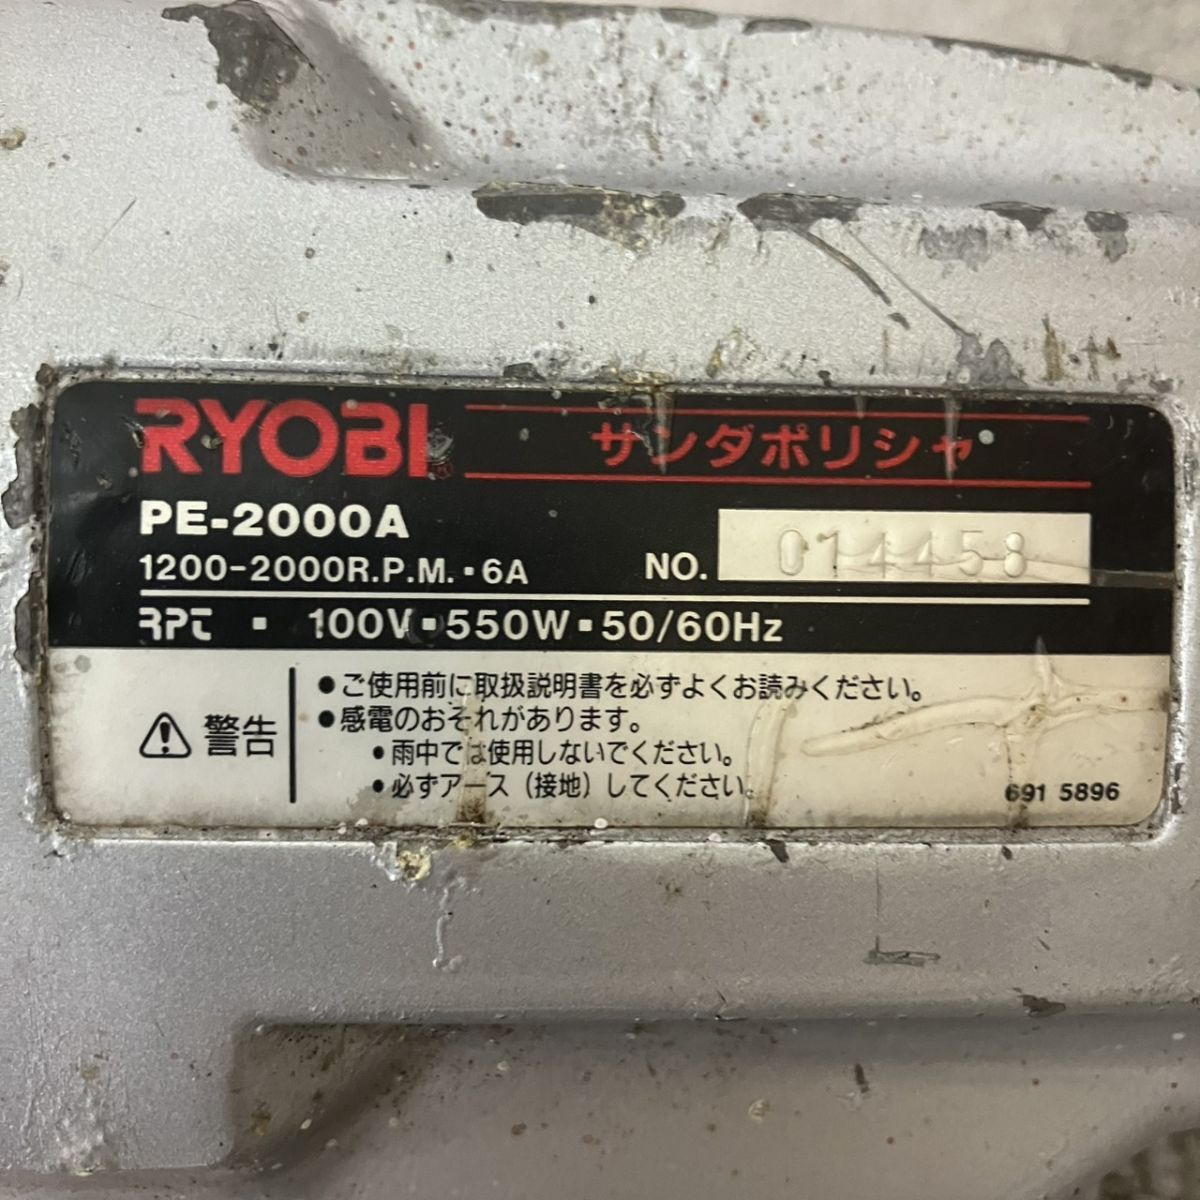 RYOBI サンダポリシャ
PE-2000A
1200-2000R.P.M.・6A NO. 014458
RPT ・ 100V・550W・50/60Hz
⚠ 警告
●ご使用前に取扱説明書を必ずよくお読みください。
●感電のおそれがあります。
●雨中では使用しないでください。
●必ずアース（接地）してください。
691 5896